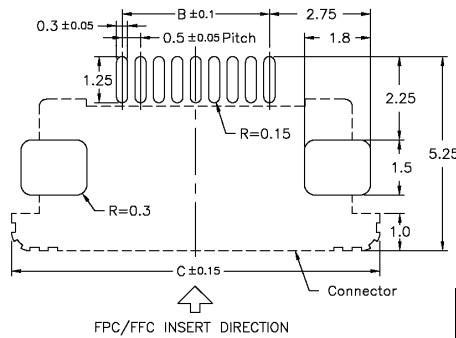 B ±0.1
2.75
0.3 ±0.05
0.5 ±0.05 Pitch
1.8
1.25
2.25
R=0.15
5.25
1.5
R=0.3
1.0
C ±0.15
Connector
FPC/FFC INSERT DIRECTION